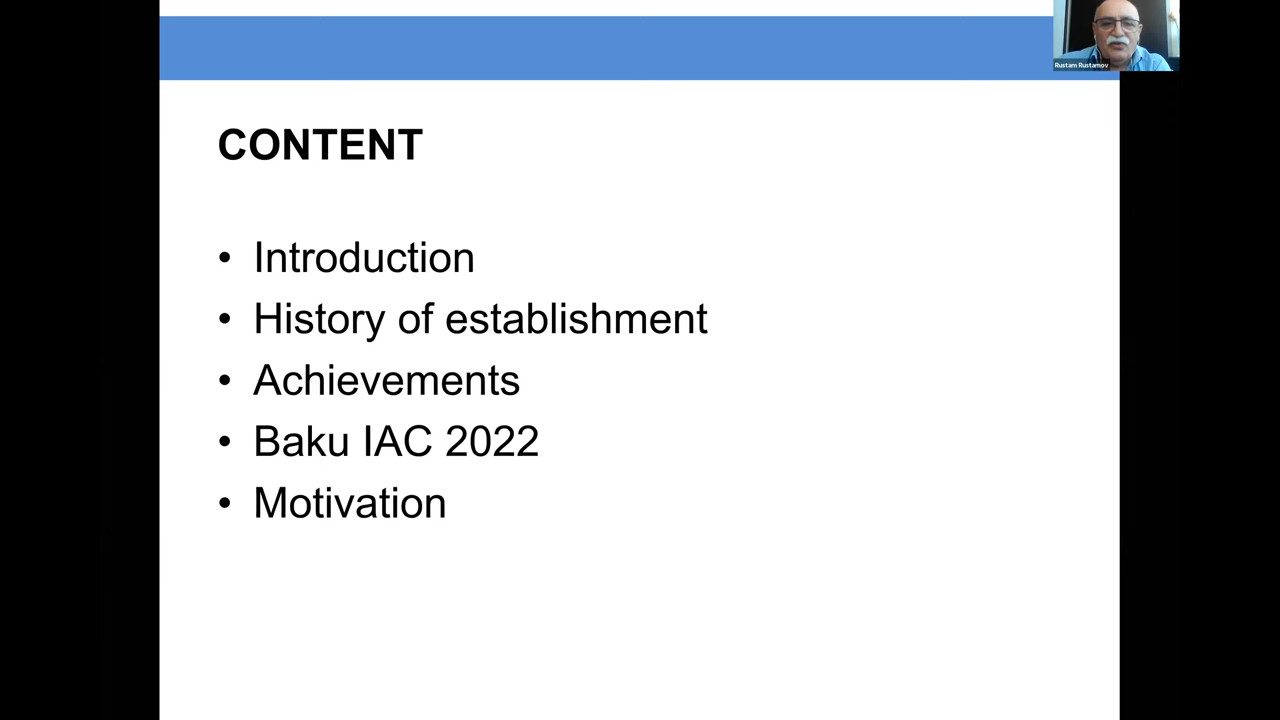 Rustam Rustamov
CONTENT
• Introduction
• History of establishment
• Achievements
• Baku IAC 2022
• Motivation